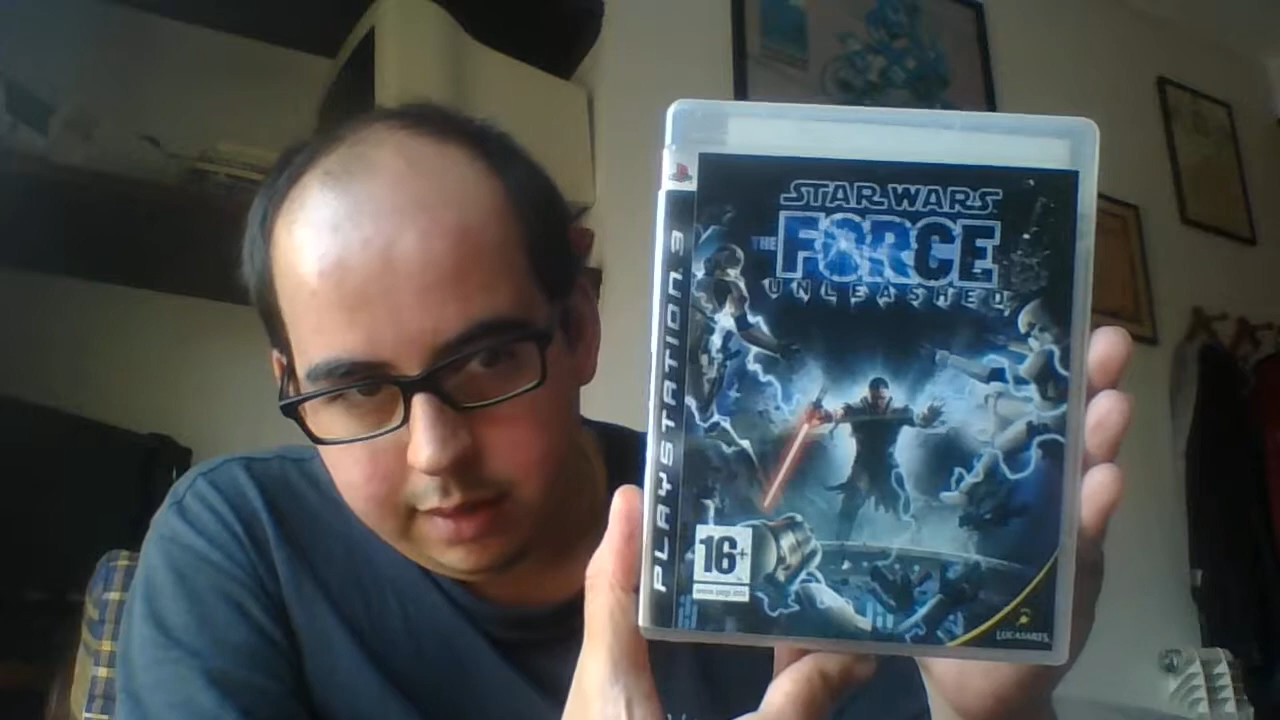 STAR WARS
THE FORCE
UNLEASHED
PLAYSTATION 3
16+
www.pegi.info
LUCASARTS